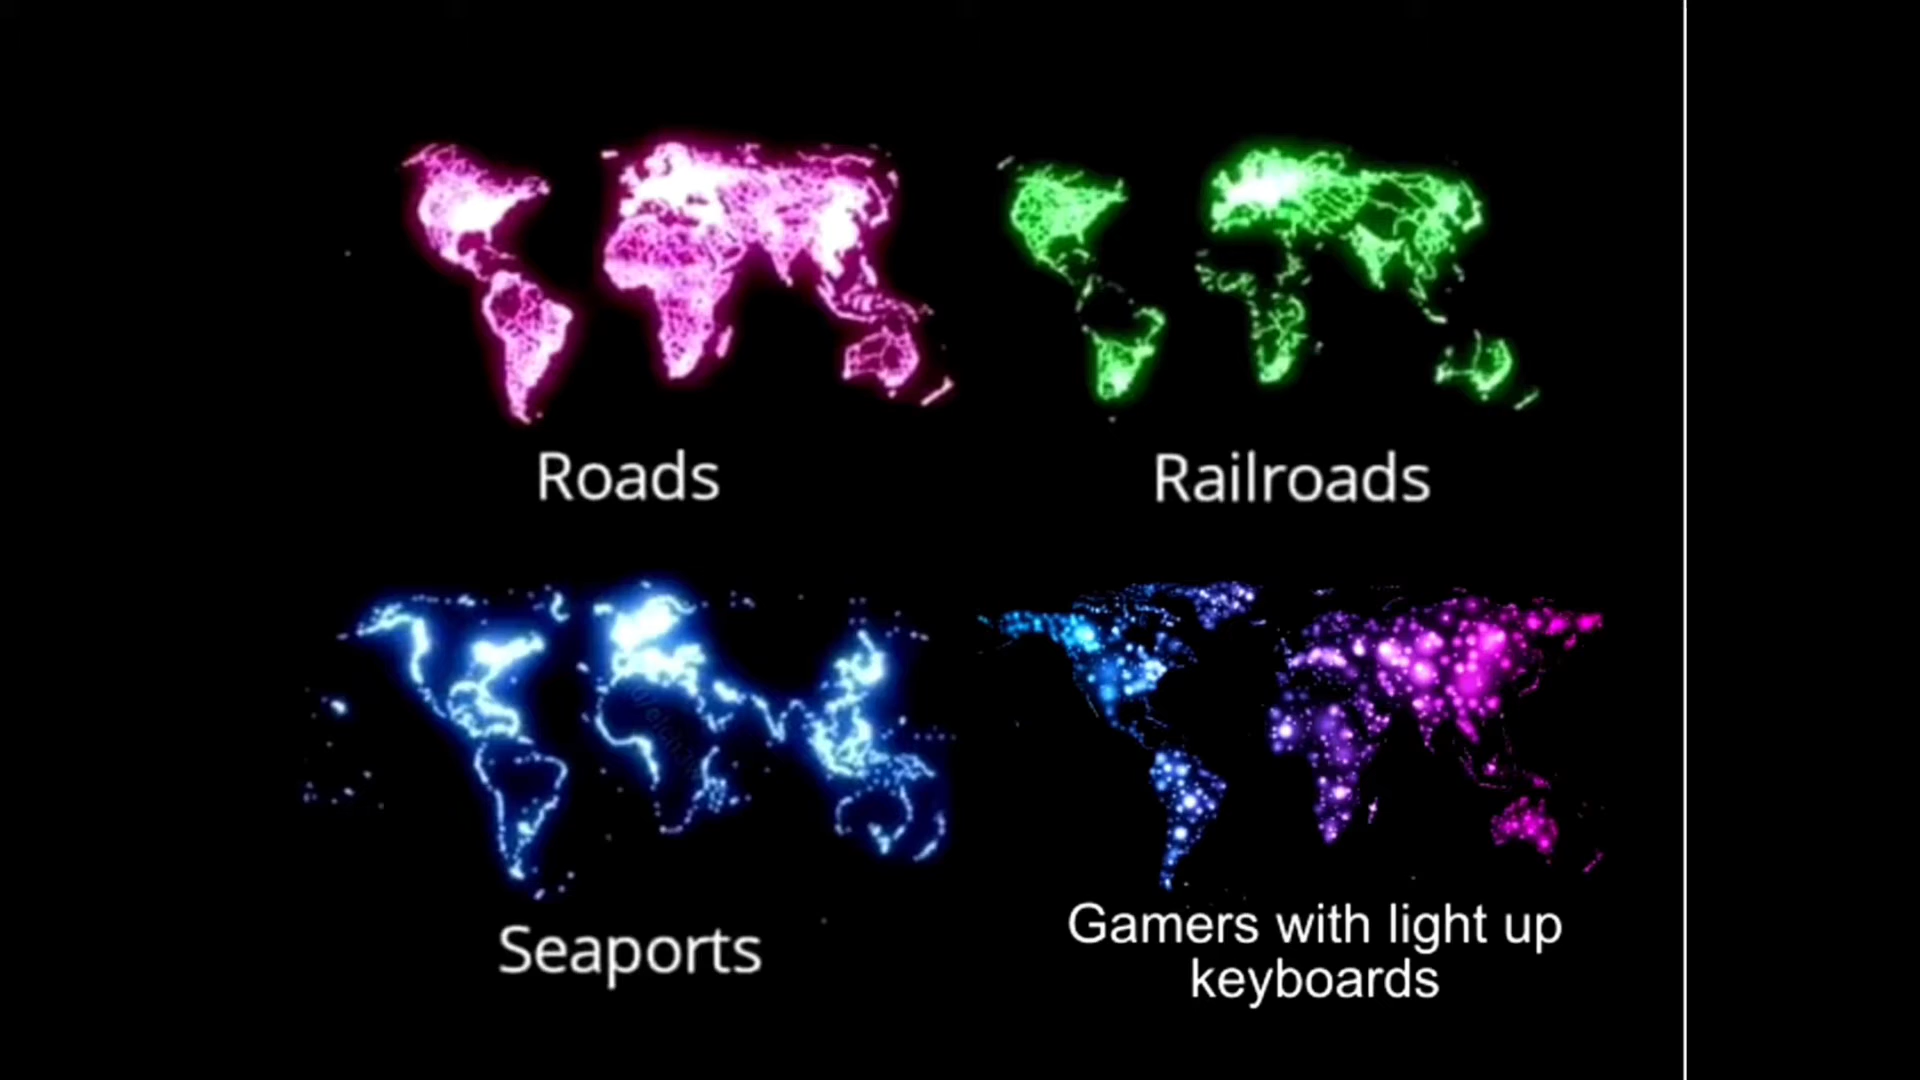 Roads
Railroads
Seaports
Gamers with light up
keyboards